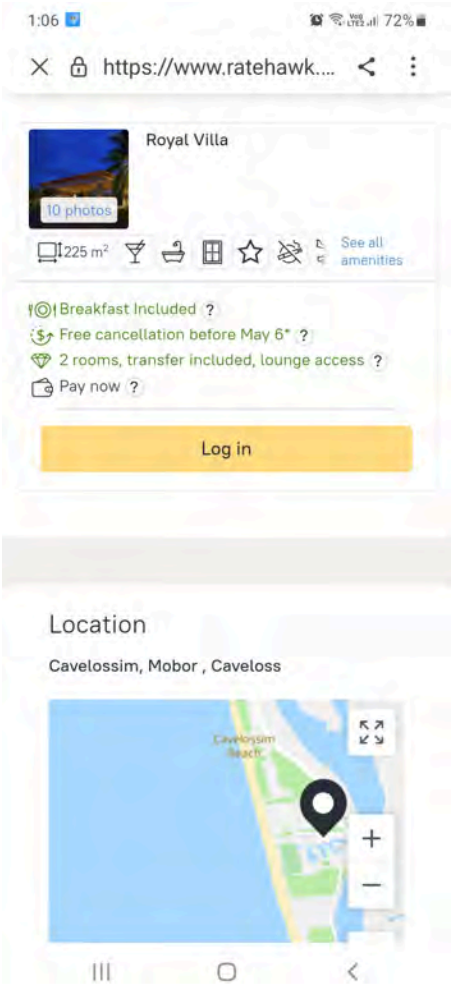 1:06 72%
https://www.ratehawk....
Royal Villa
10 photos
225 m²
See all
amenities
Breakfast Included ?
Free cancellation before May 6* ?
2 rooms, transfer included, lounge access ?
Pay now ?
Log in
Location
Cavelossim, Mobor , Caveloss
Cavelossim
Beach
+
−